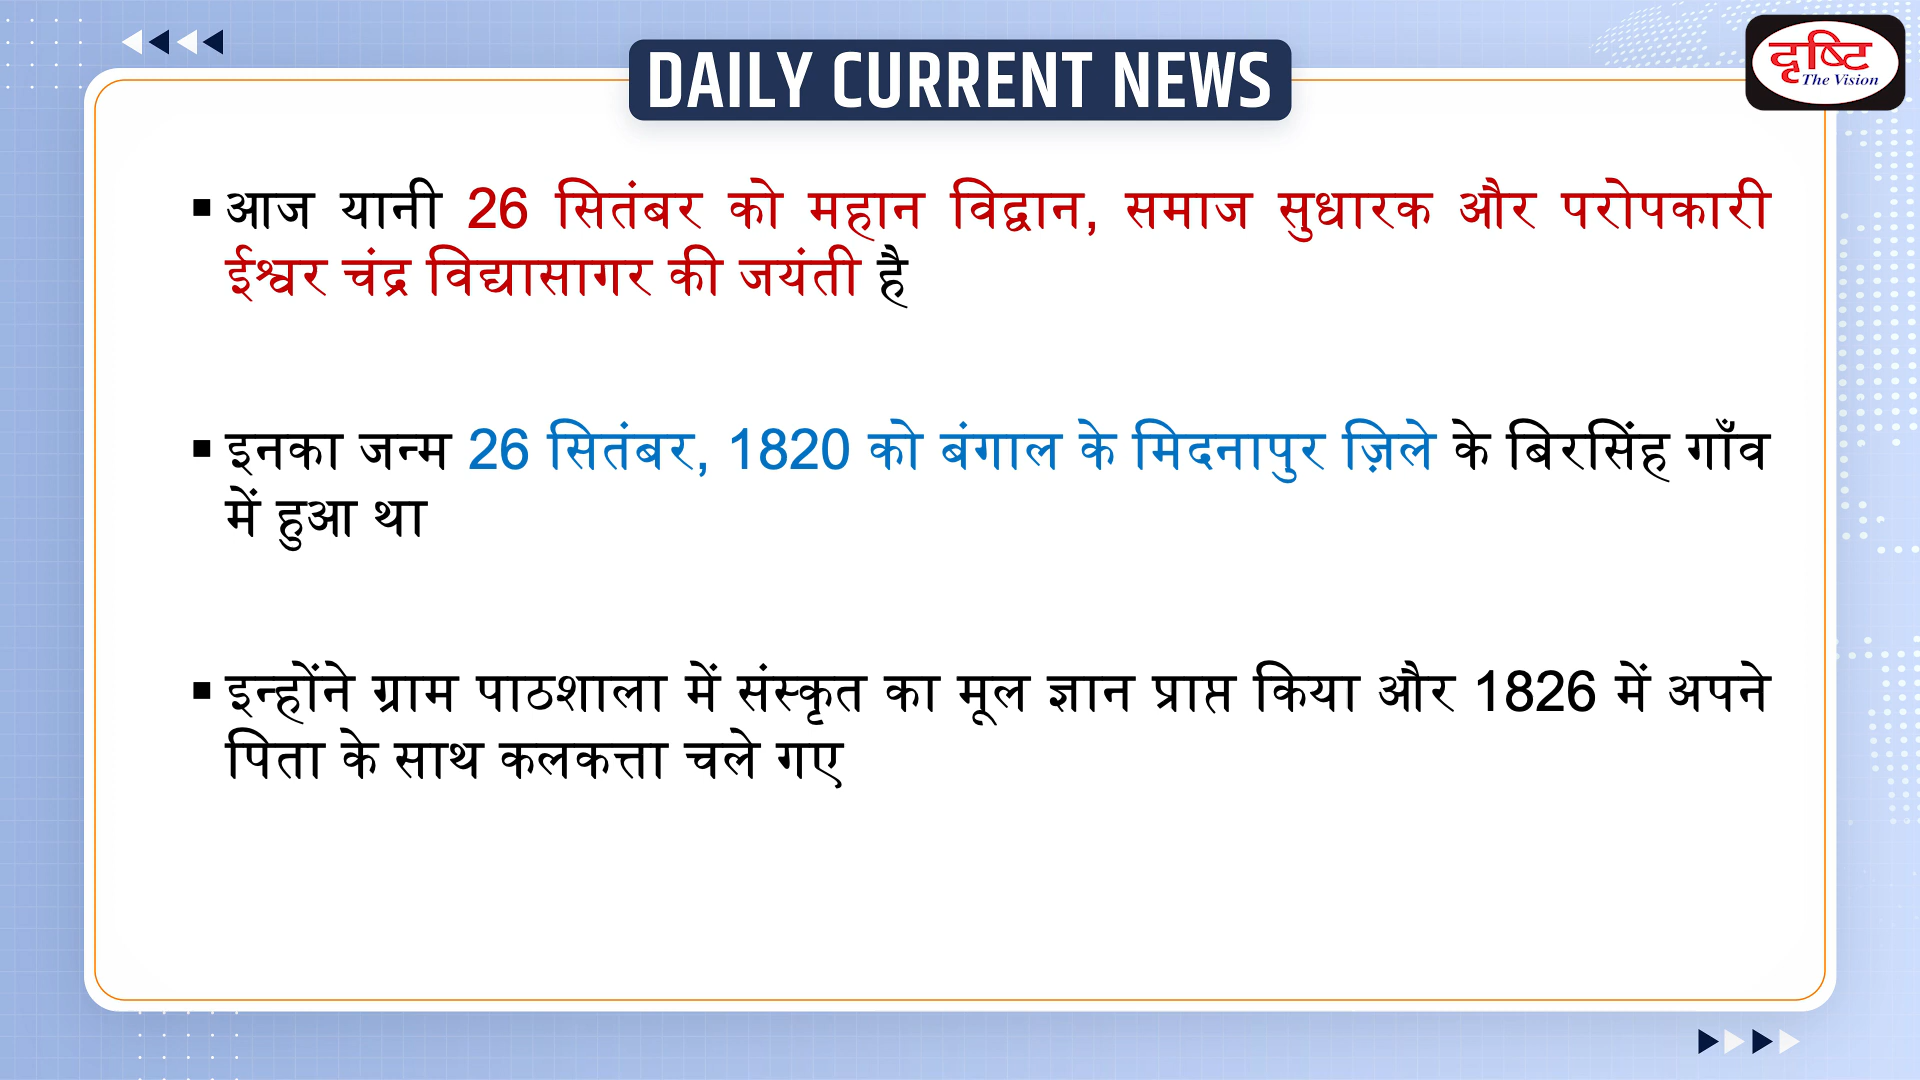 DAILY CURRENT NEWS
दृष्टि
The Vision
▪ आज यानी 26 सितंबर को महान विद्वान, समाज सुधारक और परोपकारी
ईश्वर चंद्र विद्यासागर की जयंती है
▪ इनका जन्म 26 सितंबर, 1820 को बंगाल के मिदनापुर ज़िले के बिरसिंह गाँव
में हुआ था
▪ इन्होंने ग्राम पाठशाला में संस्कृत का मूल ज्ञान प्राप्त किया और 1826 में अपने
पिता के साथ कलकत्ता चले गए